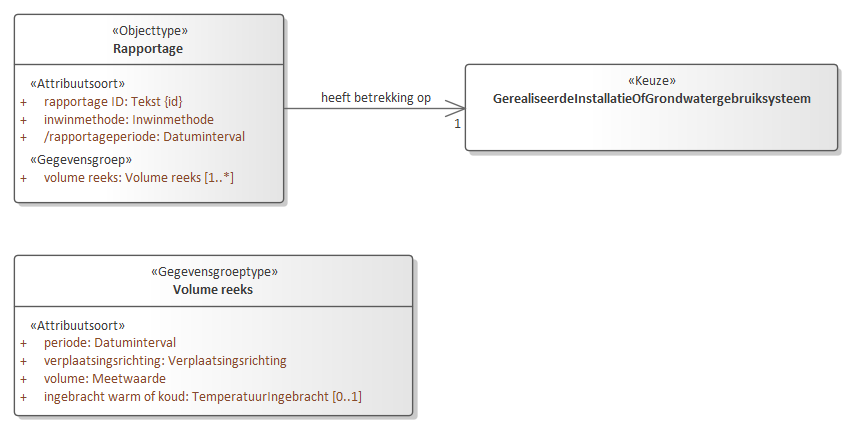 «Objecttype»
Rapportage
«Attribuutsoort»
+ rapportage ID: Tekst {id}
+ inwinmethode: Inwinmethode
+ /rapportageperiode: Datuminterval
«Gegevensgroep»
+ volume reeks: Volume reeks [1..*]
heeft betrekking op
1
«Keuze»
GerealiseerdeInstallatieOfGrondwatergebruiksysteem
«Gegevensgroeptype»
Volume reeks
«Attribuutsoort»
+ periode: Datuminterval
+ verplaatsingsrichting: Verplaatsingsrichting
+ volume: Meetwaarde
+ ingebracht warm of koud: TemperatuurIngebracht [0..1]